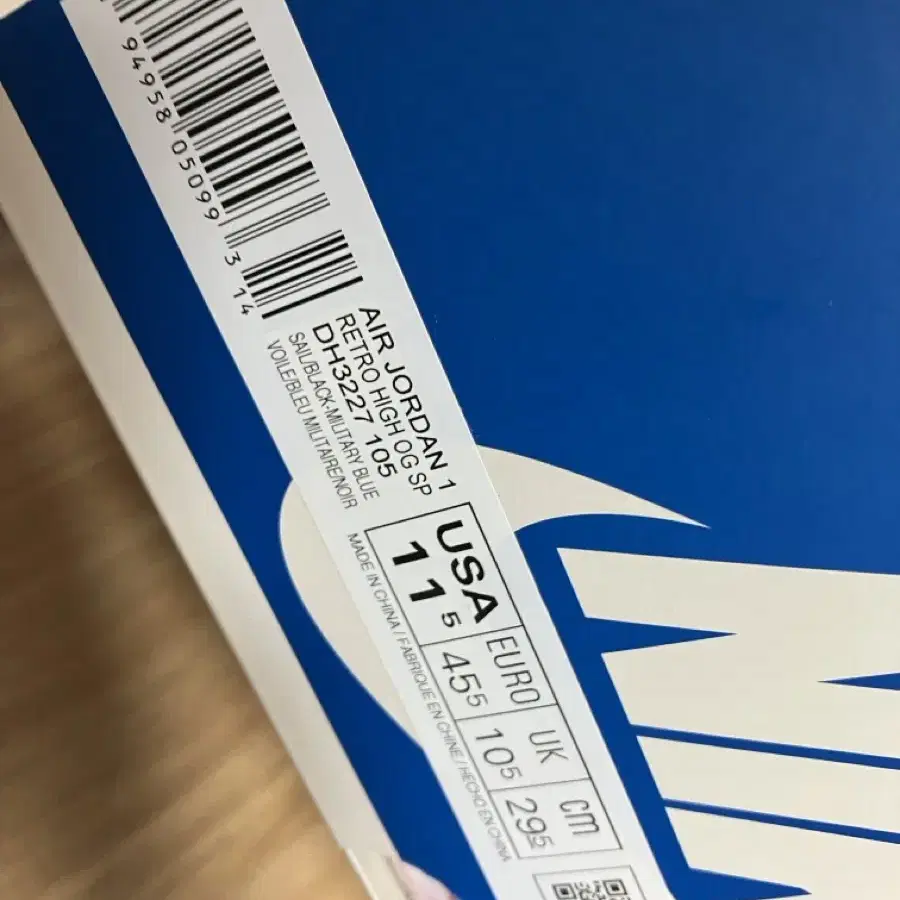 94958 05099 3 14
AIR JORDAN 1
RETRO HIGH OG SP
DH3227 105
SAIL/BLACK-MILITARY BLUE
VOILE/BLEU MILITAIRE/NOIR
USA EURO UK cm
11 5 45 5 10 5 29 5
MADE IN CHINA / FABRIQUE EN CHINE / HECHO EN CHINA